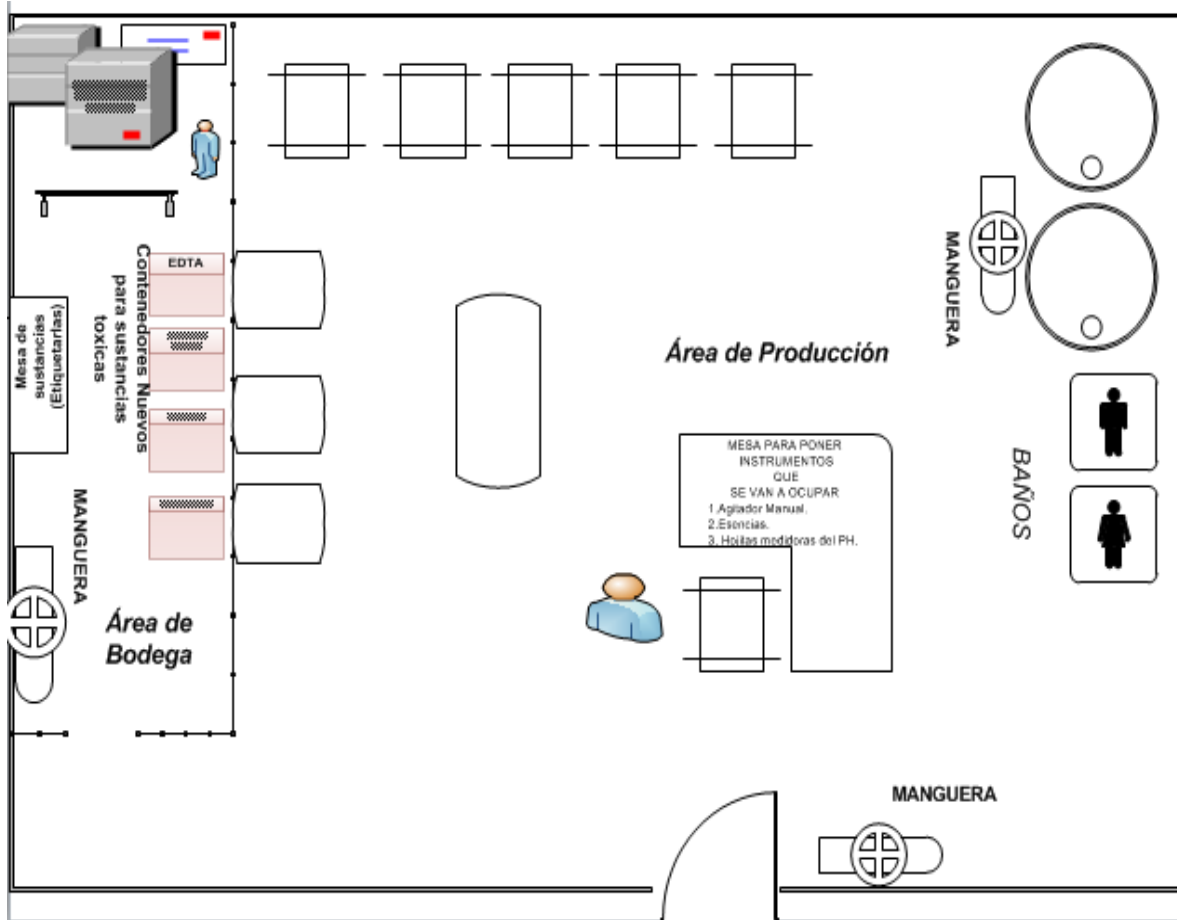 EDTA
Contenedores Nuevos
para sustancias
toxicas
Mesa de
sustancias
(Etiquetarlas)
MANGUERA
Área de
Bodega
Área de Producción
MANGUERA
MESA PARA PONER
INSTRUMENTOS
QUE
SE VAN A OCUPAR
1.Agitador Manual.
2.Esencias.
3. Hojitas medidoras del PH.
BAÑOS
MANGUERA